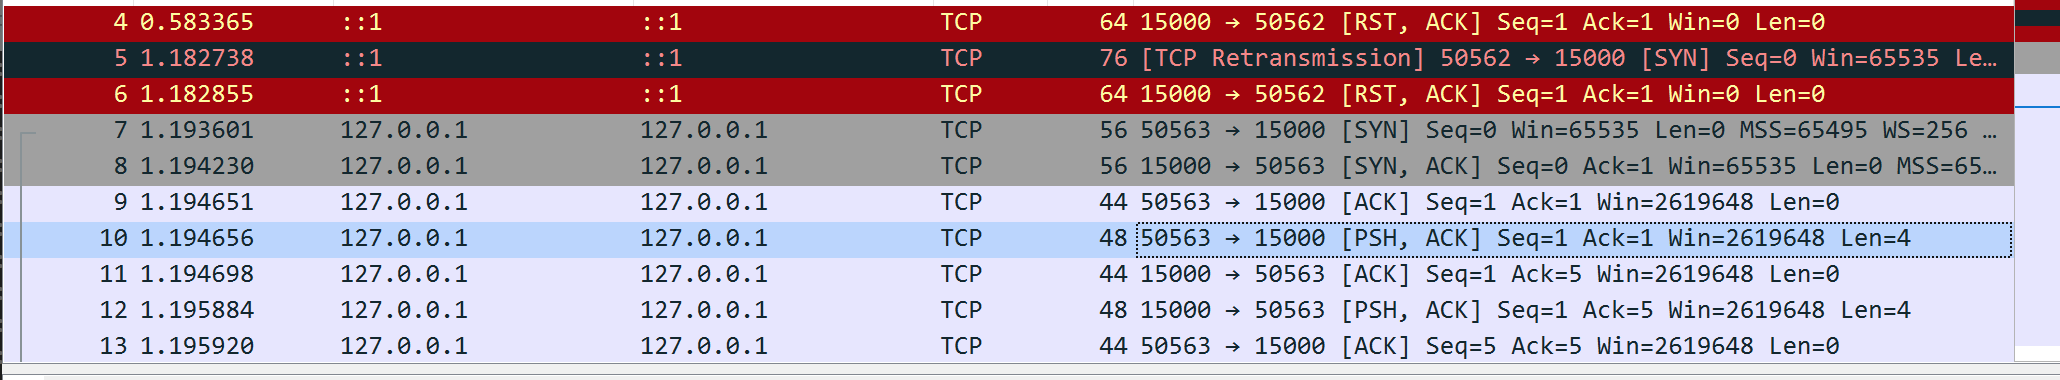 4 0.583365 ::1 ::1 TCP 64 15000 → 50562 [RST, ACK] Seq=1 Ack=1 Win=0 Len=0
5 1.182738 ::1 ::1 TCP 76 [TCP Retransmission] 50562 → 15000 [SYN] Seq=0 Win=65535 Le…
6 1.182855 ::1 ::1 TCP 64 15000 → 50562 [RST, ACK] Seq=1 Ack=1 Win=0 Len=0
7 1.193601 127.0.0.1 127.0.0.1 TCP 56 50563 → 15000 [SYN] Seq=0 Win=65535 Len=0 MSS=65495 WS=256 …
8 1.194230 127.0.0.1 127.0.0.1 TCP 56 15000 → 50563 [SYN, ACK] Seq=0 Ack=1 Win=65535 Len=0 MSS=65…
9 1.194651 127.0.0.1 127.0.0.1 TCP 44 50563 → 15000 [ACK] Seq=1 Ack=1 Win=2619648 Len=0
10 1.194656 127.0.0.1 127.0.0.1 TCP 48 50563 → 15000 [PSH, ACK] Seq=1 Ack=1 Win=2619648 Len=4
11 1.194698 127.0.0.1 127.0.0.1 TCP 44 15000 → 50563 [ACK] Seq=1 Ack=5 Win=2619648 Len=0
12 1.195884 127.0.0.1 127.0.0.1 TCP 48 15000 → 50563 [PSH, ACK] Seq=1 Ack=5 Win=2619648 Len=4
13 1.195920 127.0.0.1 127.0.0.1 TCP 44 50563 → 15000 [ACK] Seq=5 Ack=5 Win=2619648 Len=0